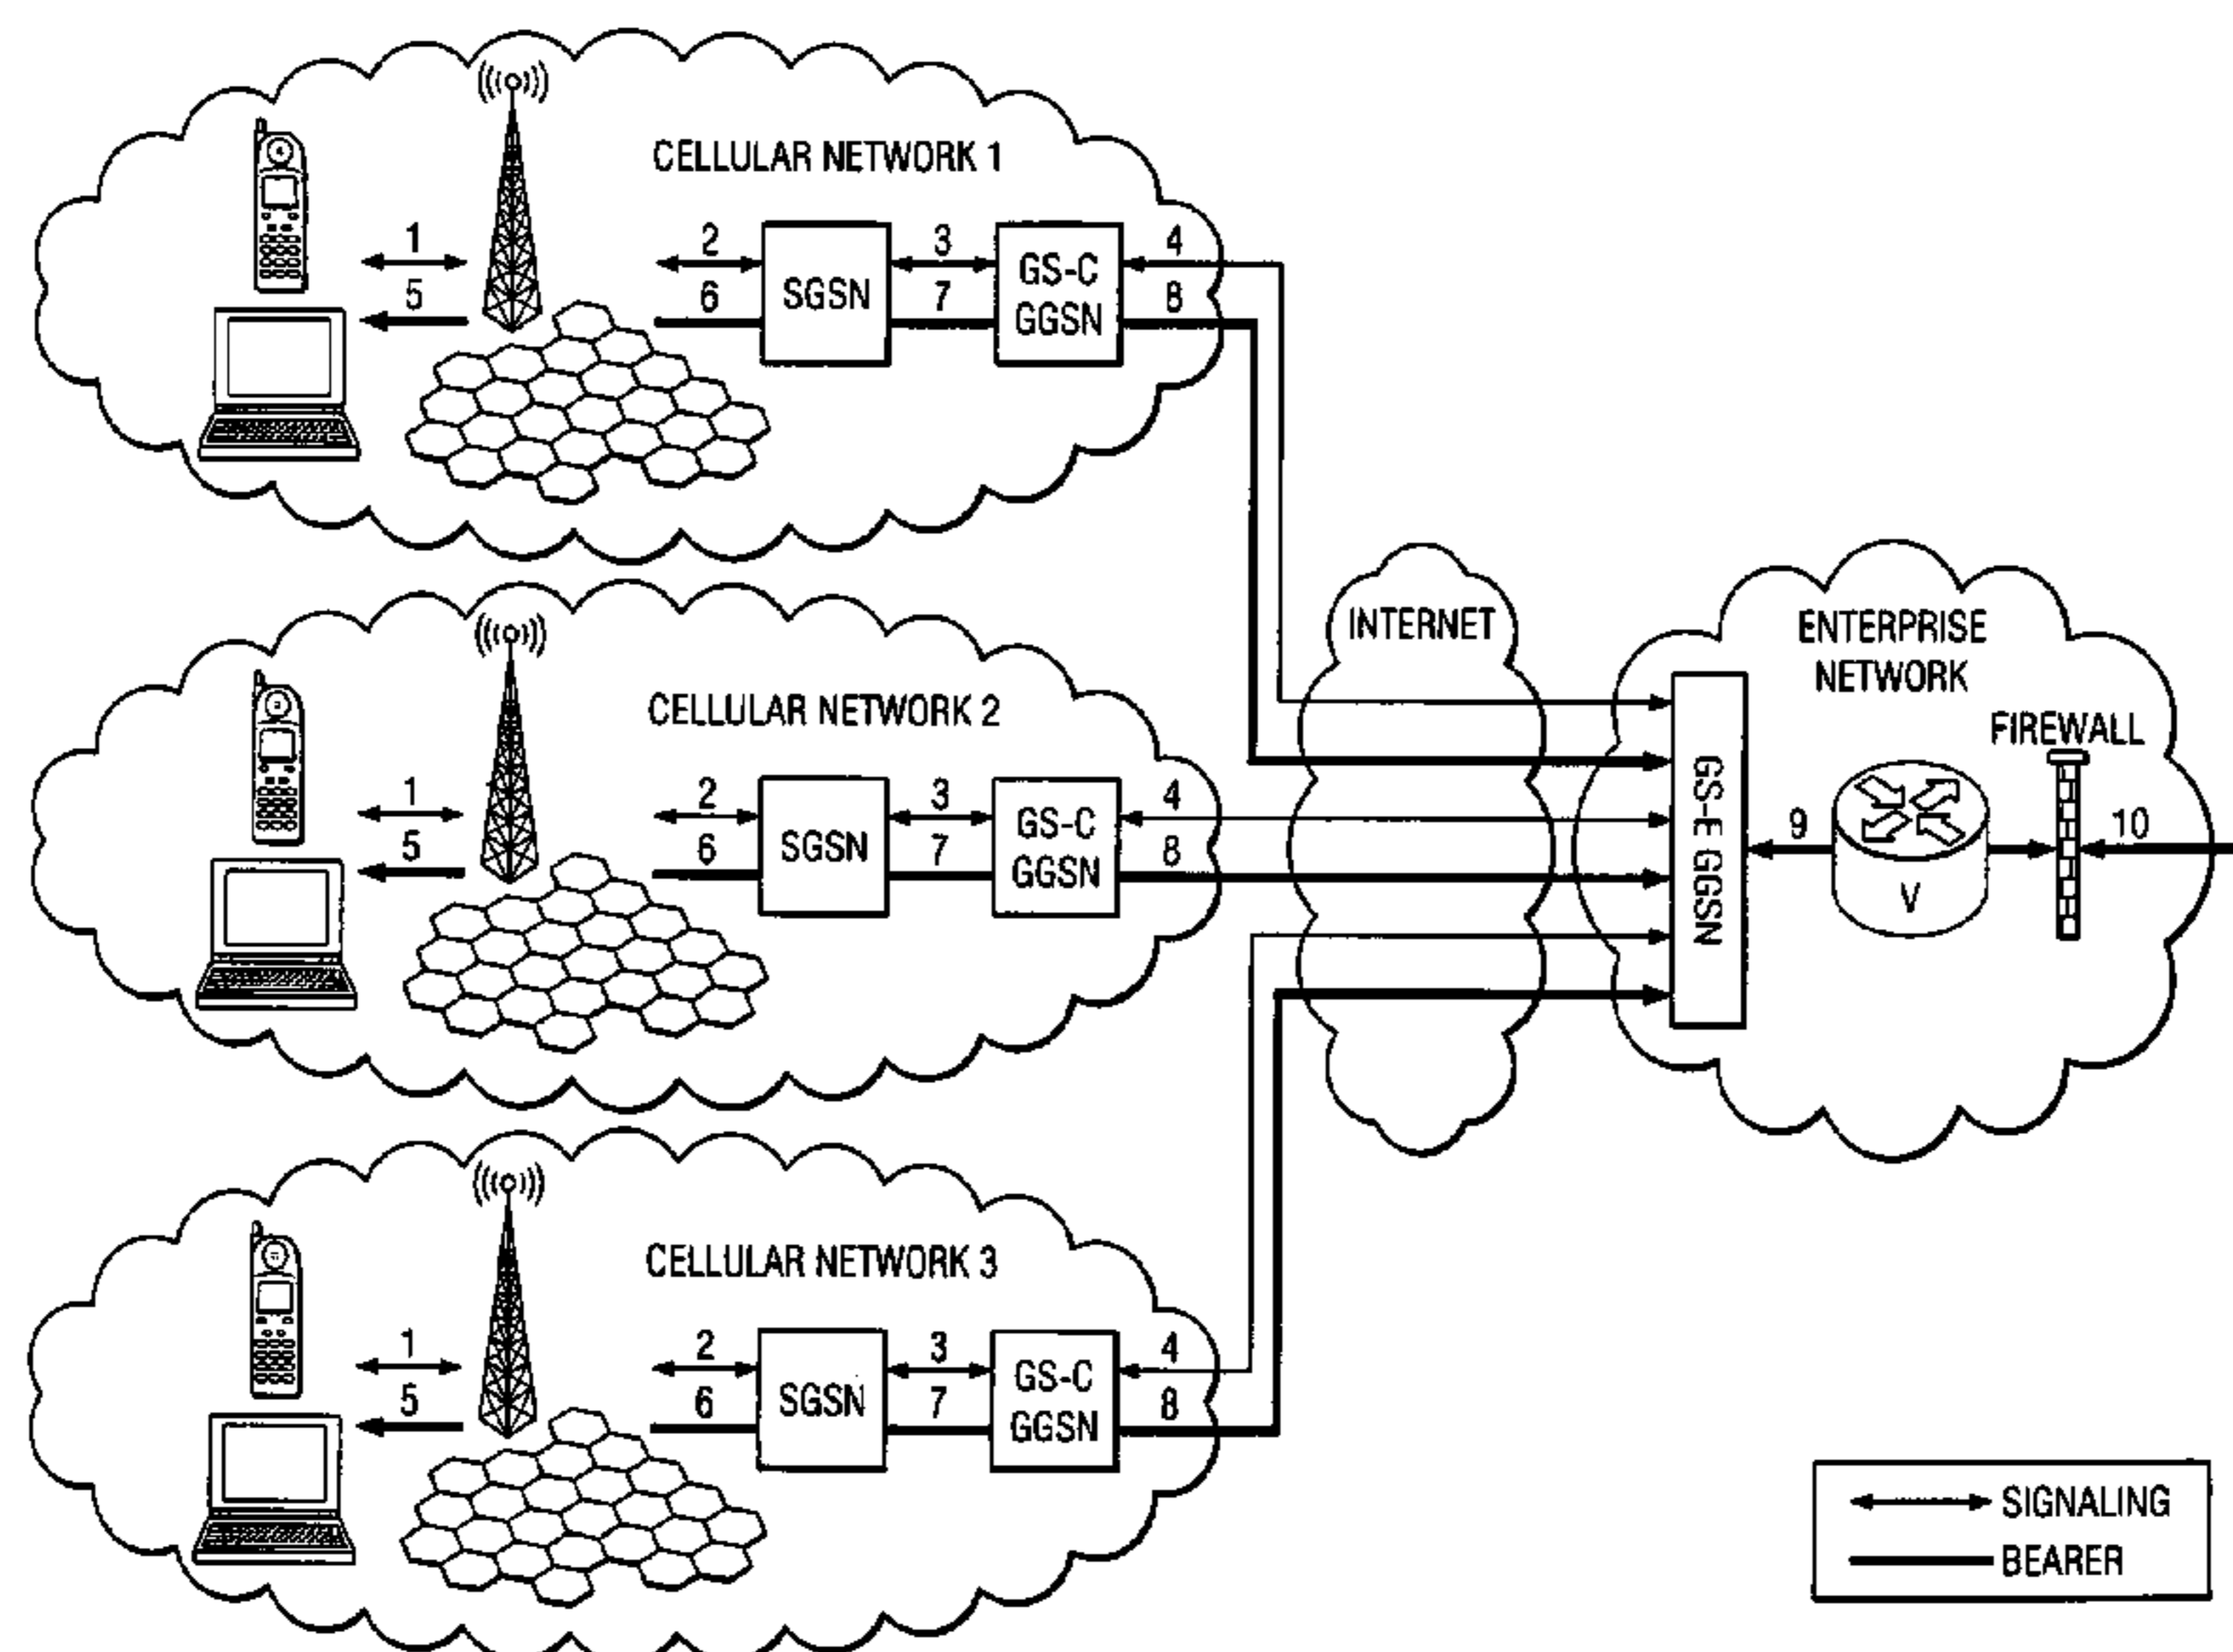 CELLULAR NETWORK 1
1
5
2
6
SGSN
3
7
GS-C
GGSN
4
8
CELLULAR NETWORK 2
1
5
2
6
SGSN
3
7
GS-C
GGSN
4
8
CELLULAR NETWORK 3
1
5
2
6
SGSN
3
7
GS-C
GGSN
4
8
INTERNET
ENTERPRISE
NETWORK
GS-E GGSN
9
V
FIREWALL
10
SIGNALING
BEARER